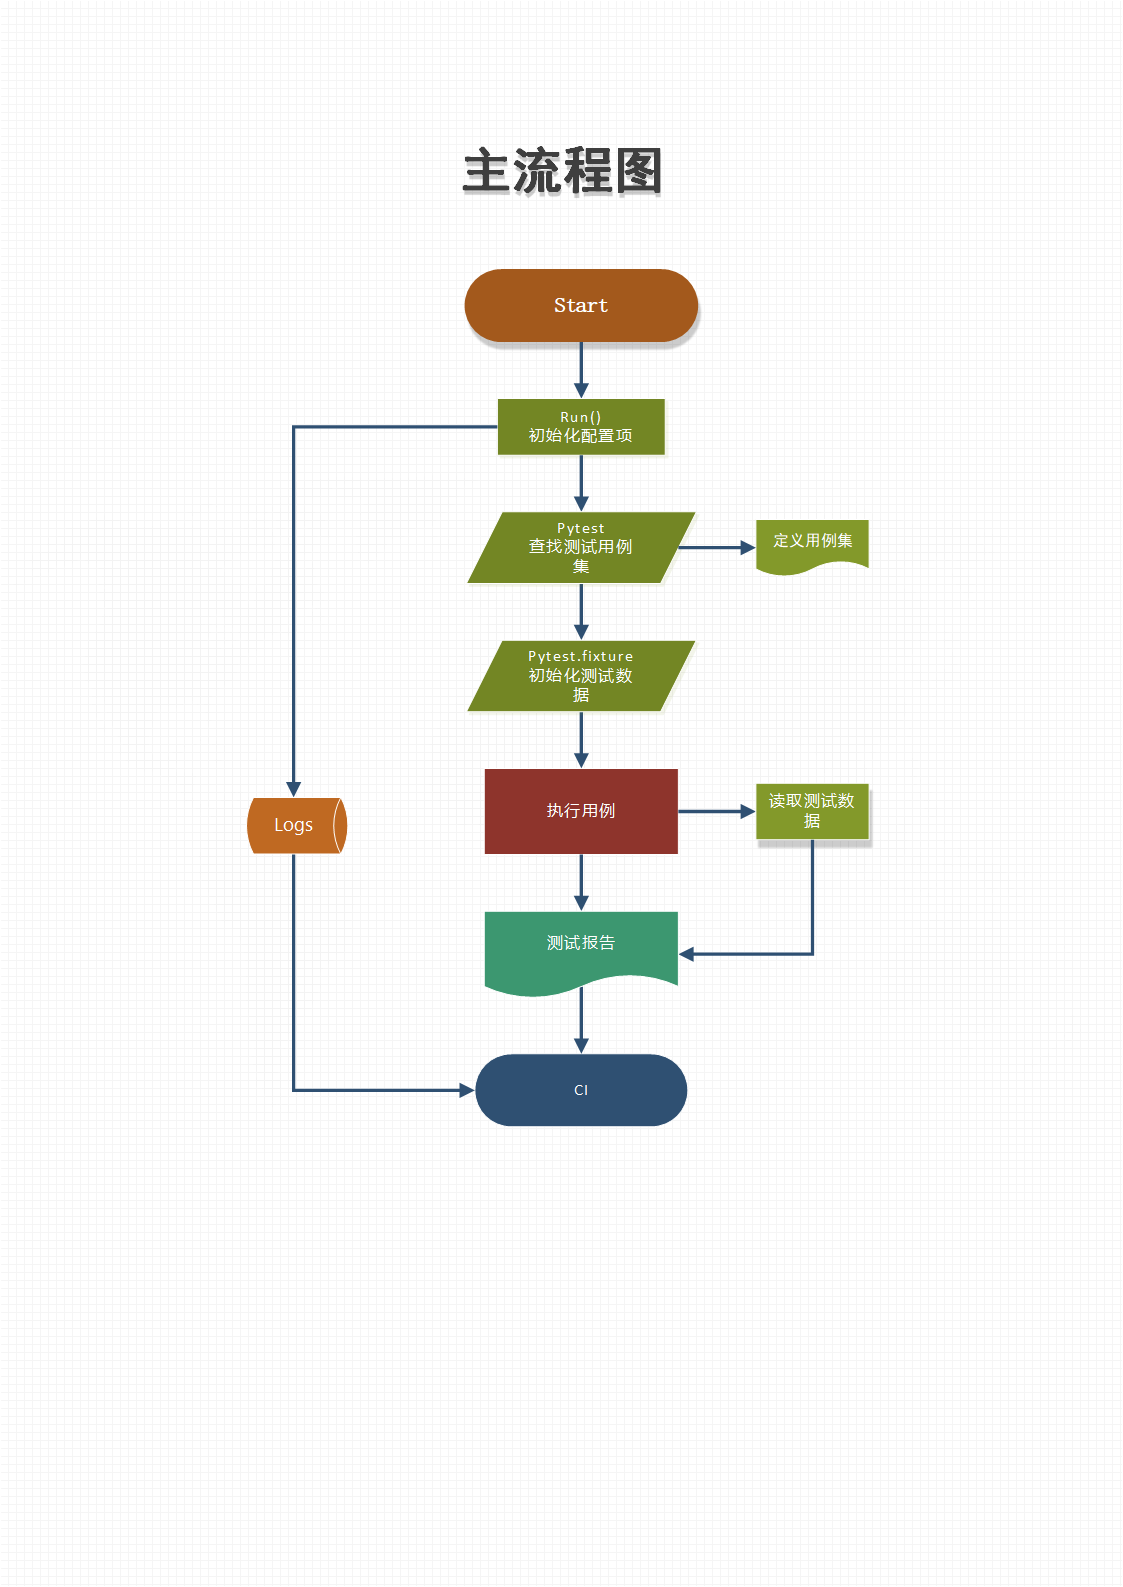 主流程图
Start
Run()
初始化配置项
Pytest
查找测试用例
集
定义用例集
Pytest.fixture
初始化测试数
据
执行用例
读取测试数
据
Logs
测试报告
CI